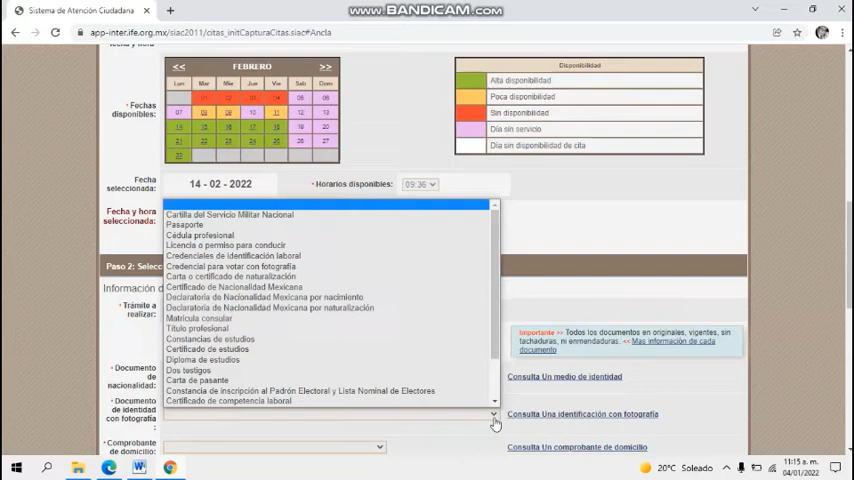 Sistema de Atención Ciudadana
www.BANDICAM.com
app-inter.ife.org.mx/siac2011/citas_initCapturaCitas.siac#Ancla
Fecha y hora
<< FEBRERO >>
Lun Mar Mie Jue Vie Sab Dom
01 02 03 04 05 06
07 08 09 10 11 12 13
14 15 16 17 18 19 20
21 22 23 24 25 26 27
* Fechas
disponibles:
Disponibilidad
Alta disponibilidad
Poca disponibilidad
Sin disponibilidad
Día sin servicio
Dia sin disponibilidad de cita
Fecha
seleccionada:
14 - 02 - 2022
* Horarios disponibles:
09:36
Fecha y hora
seleccionada:
Cartilla del Servicio Militar Nacional
Pasaporte
Cédula profesional
Licencia o permiso para conducir
Credenciales de identificación laboral
Credencial para votar con fotografía
Carta o certificado de naturalización
Certificado de Nacionalidad Mexicana
Declaratoria de Nacionalidad Mexicana por nacimiento
Declaratoria de Nacionalidad Mexicana por naturalización
Matrícula consular
Título profesional
Constancias de estudios
Certificado de estudios
Diploma de estudios
Dos testigos
Carta de pasante
Constancia de inscripción al Padrón Electoral y Lista Nominal de Electores
Certificado de competencia laboral
Paso 2: Selecc
Información d
* Trámite a
realizar:
Importante >> Todos los documentos en originales, vigentes, sin
tachaduras, ni enmendaduras. << Mas información de cada
documento
* Documento
de
nacionalidad:
Consulta Un medio de identidad
* Documento
de identidad
con fotografía
:
Consulta Una identificación con fotografía
* Comprobante
de domicilio:
Consulta Un comprobante de domicilio
20°C Soleado
11:15 a. m.
04/01/2022